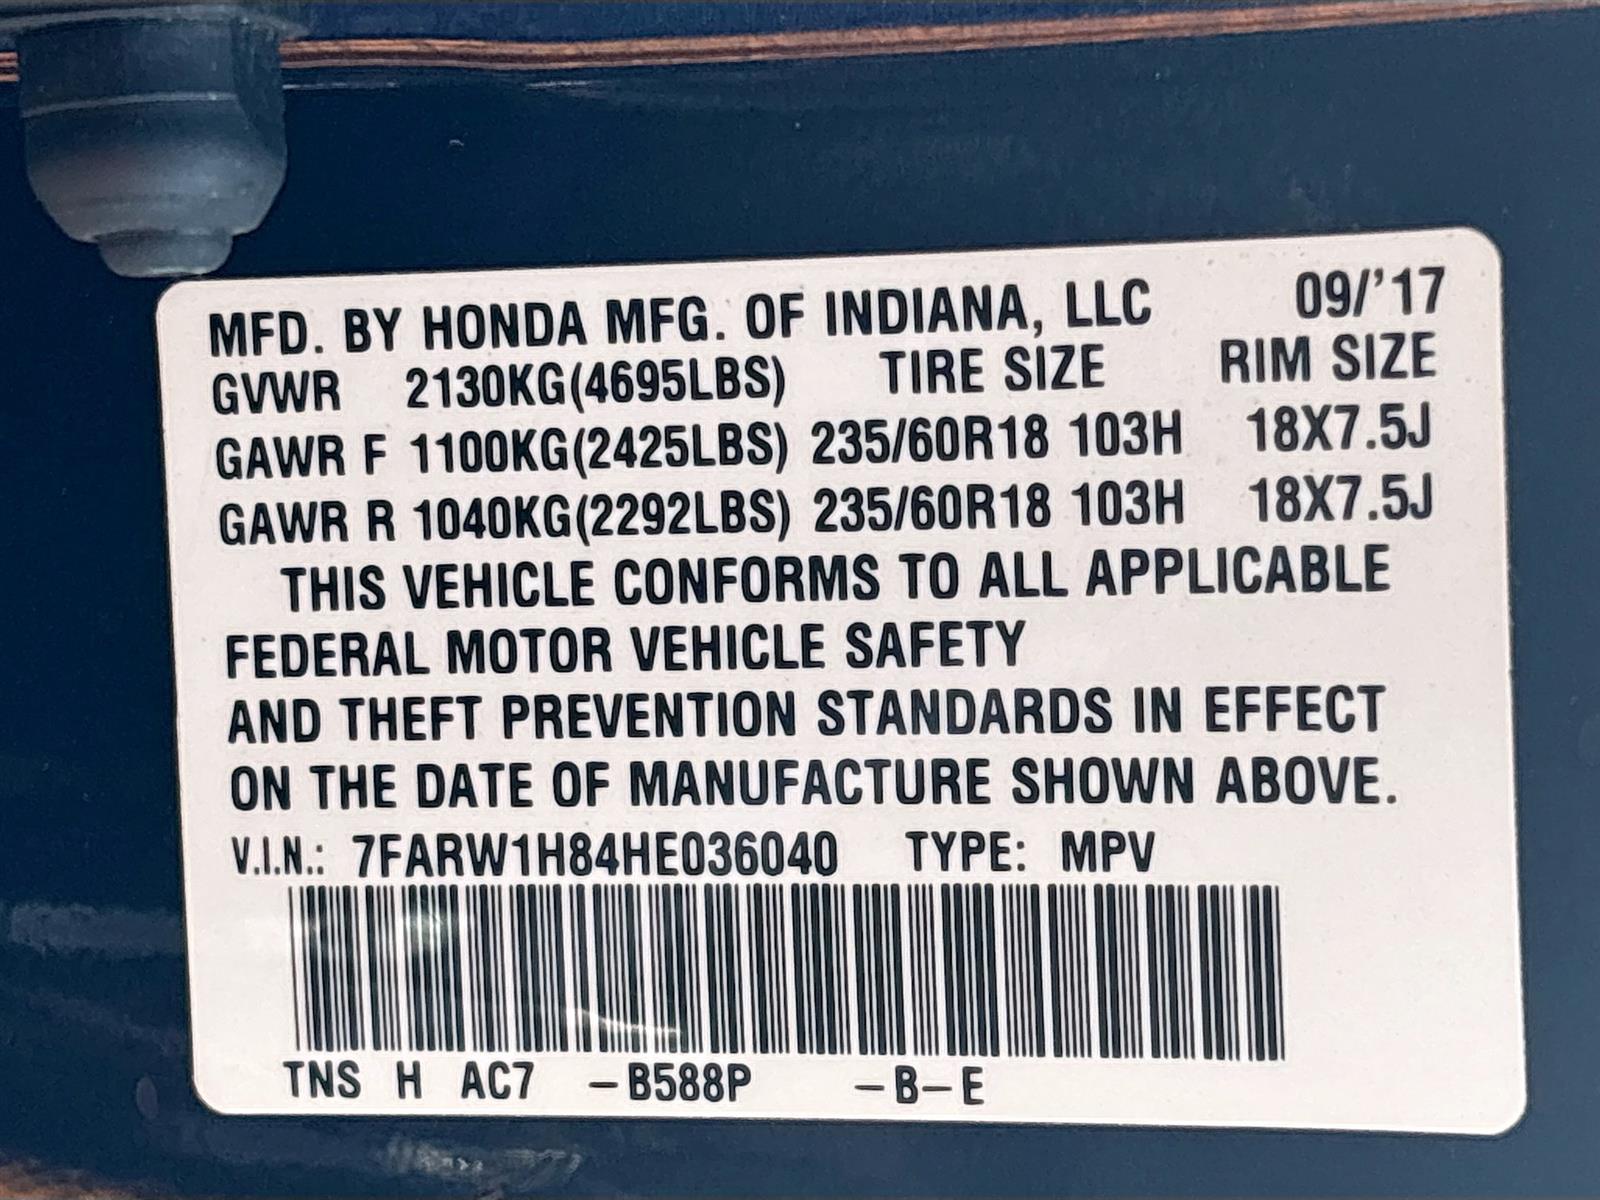 MFD. BY HONDA MFG. OF INDIANA, LLC 09/'17
GVWR 2130KG(4695LBS) TIRE SIZE RIM SIZE
GAWR F 1100KG(2425LBS) 235/60R18 103H 18X7.5J
GAWR R 1040KG(2292LBS) 235/60R18 103H 18X7.5J
THIS VEHICLE CONFORMS TO ALL APPLICABLE
FEDERAL MOTOR VEHICLE SAFETY
AND THEFT PREVENTION STANDARDS IN EFFECT
ON THE DATE OF MANUFACTURE SHOWN ABOVE.
V.I.N.: 7FARW1H84HE036040 TYPE: MPV
TNS H AC7 -B588P -B-E